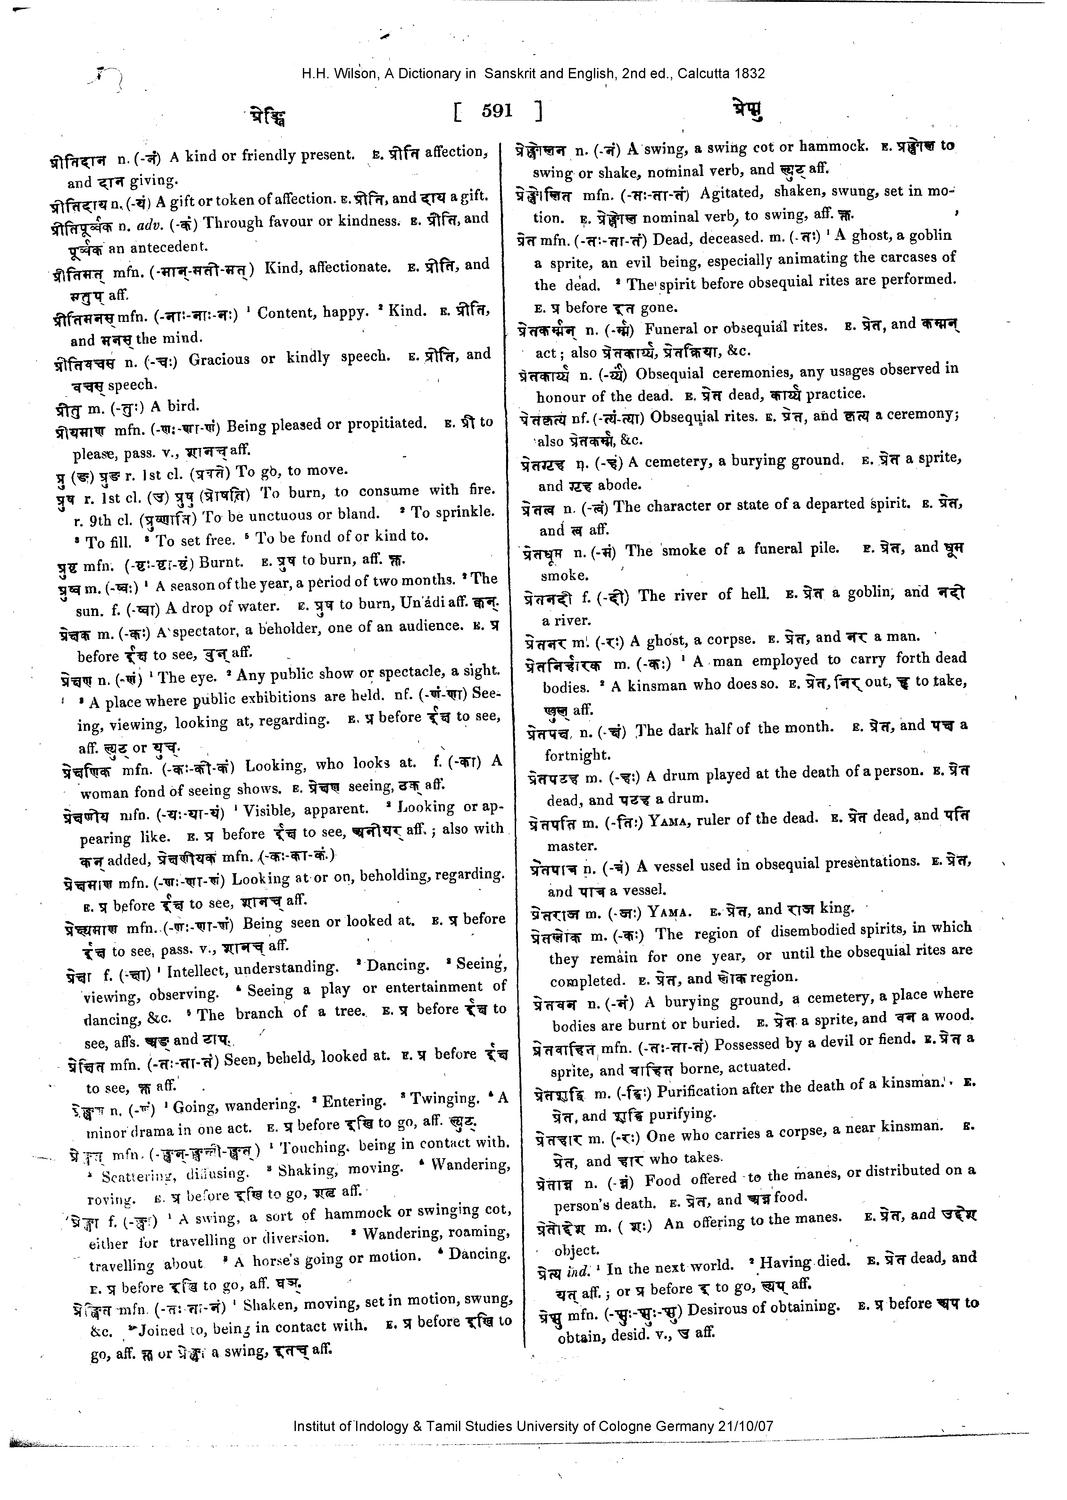 H.H. Wilson, A Dictionary in Sanskrit and English, 2nd ed., Calcutta 1832
प्रेङ्खि
[ 591 ]
प्रेप्सु
प्रीतिदान n. (-नं) A kind or friendly present. E. प्रीति affection,
and दान giving.
प्रीतिदाय n. (-यं) A gift or token of affection. E. प्रीति, and दाय a gift.
प्रीतिपूर्व्वक n. adv. (-कं) Through favour or kindness. E. प्रीति, and
पूर्व्वक an antecedent.
प्रीतिमत् mfn. (-मान्-मती-मत्) Kind, affectionate. E. प्रीति, and
मतुप् aff.
प्रीतिमनस् mfn. (-नाः-नाः-नः) ¹ Content, happy. ² Kind. E. प्रीति,
and मनस् the mind.
प्रीतिवचस् n. (-चः) Gracious or kindly speech. E. प्रीति, and
वचस् speech.
प्रीतु m. (-तुः) A bird.
प्रीयमाण mfn. (-णः-णा-णं) Being pleased or propitiated. E. प्री to
please, pass. v., शानच् aff.
प्रु (ङ) प्रुङ r. 1st cl. (प्रवते) To go, to move.
प्रुष r. 1st cl. (उ) प्रुषु (प्रोषति) To burn, to consume with fire.
r. 9th cl. (प्रुष्णाति) To be unctuous or bland. ² To sprinkle.
³ To fill. ⁴ To set free. ⁵ To be fond of or kind to.
प्रुष्ट mfn. (-ष्टः-ष्टा-ष्टं) Burnt. E. प्रुष to burn, aff. क्त.
प्रुष्व m. (-ष्वः) ¹ A season of the year, a period of two months. ² The
sun. f. (-ष्वा) A drop of water. E. प्रुष to burn, Unádi aff. क्वन्.
प्रेक्षक m. (-कः) A spectator, a beholder, one of an audience. E. प्र
before ईक्ष to see, वुन् aff.
प्रेक्षण n. (-णं) ¹ The eye. ² Any public show or spectacle, a sight.
³ A place where public exhibitions are held. nf. (-णं-णा) See-
ing, viewing, looking at, regarding. E. प्र before ईक्ष to see,
aff. ल्युट् or युच्.
प्रेक्षणिक mfn. (-कः-की-कं) Looking, who looks at. f. (-का) A
woman fond of seeing shows. E. प्रेक्षण seeing, ठक् aff.
प्रेक्षणीय mfn. (-यः-या-यं) ¹ Visible, apparent. ² Looking or ap-
pearing like. E. प्र before ईक्ष to see, अनीयर् aff. ; also with
कन् added, प्रेक्षणीयक mfn. (-कः-का-कं.)
प्रेक्षमाण mfn. (-णः-णा-णं) Looking at or on, beholding, regarding.
E. प्र before ईक्ष to see, शानच् aff.
प्रेक्ष्यमाण mfn. (-णः-णा-णं) Being seen or looked at. E. प्र before
ईक्ष to see, pass. v., शानच् aff.
प्रेक्षा f. (-क्षा) ¹ Intellect, understanding. ² Dancing. ³ Seeing,
viewing, observing. ⁴ Seeing a play or entertainment of
dancing, &c. ⁵ The branch of a tree. E. प्र before ईक्ष to
see, affs. अङ् and टाप्.
प्रेक्षित mfn. (-तः-ता-तं) Seen, beheld, looked at. E. प्र before ईक्ष
to see, क्त aff.
n. ¹ Going, wandering. ² Entering. ³ Twinging. ⁴ A
minor drama in one act. E. प्र before इखि to go, aff. ल्युट्.
प्रेङ्खत् mfn. (-ङ्खन्-ङ्खन्ती-ङ्खत्) ¹ Touching, being in contact with.
² Scattering, diffusing. ³ Shaking, moving. ⁴ Wandering,
roving. E. प्र before इखि to go, शतृ aff.
प्रेङ्खा f. (-ङ्खा) ¹ A swing, a sort of hammock or swinging cot,
either for travelling or diversion. ² Wandering, roaming,
travelling about ³ A horse's going or motion. ⁴ Dancing.
E. प्र before इखि to go, aff. घञ्.
प्रेङ्खित mfn. (-तः-ता-तं) ¹ Shaken, moving, set in motion, swung,
&c. ² Joined to, being in contact with. E. प्र before इखि to
go, aff. क्त or प्रेङ्खा a swing, इतच् aff.
प्रेङ्खोलन n. (-नं) A swing, a swing cot or hammock. E. प्रेङ्खोल to
swing or shake, nominal verb, and ल्युट् aff.
प्रेङ्खोलित mfn. (-तः-ता-तं) Agitated, shaken, swung, set in mo-
tion. E. प्रेङ्खोल nominal verb, to swing, aff. क्त.
प्रेत mfn. (-तः-ता-तं) Dead, deceased. m. (-तः) ¹ A ghost, a goblin
a sprite, an evil being, especially animating the carcases of
the dead. ² The spirit before obsequial rites are performed.
E. प्र before इत gone.
प्रेतकर्म्मन् n. (-र्म्म) Funeral or obsequial rites. E. प्रेत, and कर्म्मन्
act ; also प्रेतकार्य्य, प्रेतक्रिया, &c.
प्रेतकार्य्य n. (-र्य्यं) Obsequial ceremonies, any usages observed in
honour of the dead. E. प्रेत dead, कार्य्य practice.
प्रेतकृत्य nf. (-त्यं-त्या) Obsequial rites. E. प्रेत, and कृत्य a ceremony;
also प्रेतकर्म्म, &c.
प्रेतगृह n. (-हं) A cemetery, a burying ground. E. प्रेत a sprite,
and गृह abode.
प्रेतत्व n. (-त्वं) The character or state of a departed spirit. E. प्रेत,
and त्व aff.
प्रेतधूम n. (-मं) The smoke of a funeral pile. E. प्रेत, and धूम
smoke.
प्रेतनदी f. (-दी) The river of hell. E. प्रेत a goblin, and नदी
a river.
प्रेतनर m. (-रः) A ghost, a corpse. E. प्रेत, and नर a man.
प्रेतनिर्हारक m. (-कः) ¹ A man employed to carry forth dead
bodies. ² A kinsman who does so. E. प्रेत, निर् out, हृ to take,
ण्वुल् aff.
प्रेतपक्ष n. (-क्षं) The dark half of the month. E. प्रेत, and पक्ष a
fortnight.
प्रेतपटह m. (-हः) A drum played at the death of a person. E. प्रेत
dead, and पटह a drum.
प्रेतपति m. (-तिः) YAMA, ruler of the dead. E. प्रेत dead, and पति
master.
प्रेतपात्र n. (-त्रं) A vessel used in obsequial presentations. E. प्रेत,
and पात्र a vessel.
प्रेतराज m. (-जः) YAMA. E. प्रेत, and राज king.
प्रेतलोक m. (-कः) The region of disembodied spirits, in which
they remain for one year, or until the obsequial rites are
completed. E. प्रेत, and लोक region.
प्रेतवन n. (-नं) A burying ground, a cemetery, a place where
bodies are burnt or buried. E. प्रेत a sprite, and वन a wood.
प्रेतवाहित mfn. (-तः-ता-तं) Possessed by a devil or fiend. E. प्रेत a
sprite, and वाहित borne, actuated.
प्रेतशुद्धि m. (-द्धिः) Purification after the death of a kinsman. E.
प्रेत, and शुद्धि purifying.
प्रेतहार m. (-रः) One who carries a corpse, a near kinsman. E.
प्रेत, and हार who takes.
प्रेतान्न n. (-न्नं) Food offered to the manes, or distributed on a
person's death. E. प्रेत, and अन्न food.
प्रेतोद्देश m. ( शः) An offering to the manes. E. प्रेत, and उद्देश
object.
प्रेत्य ind. ¹ In the next world. ² Having died. E. प्रेत dead, and
यत् aff. ; or प्र before इ to go, ल्यप् aff.
प्रेप्सु mfn. (-प्सुः-प्सुः-प्सु) Desirous of obtaining. E. प्र before आप to
obtain, desid. v., उ aff.
Institut of Indology & Tamil Studies University of Cologne Germany 21/10/07